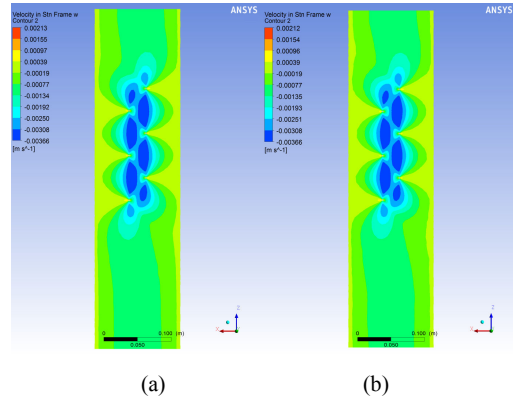 Velocity in Stn Frame w
Contour 2
0.00213
0.00155
0.00097
0.00039
-0.00019
-0.00077
-0.00134
-0.00192
-0.00250
-0.00308
-0.00366
[m s^-1]
ANSYS
0 0.100 (m)
0.050
Z
X
(a)
Velocity in Stn Frame w
Contour 2
0.00212
0.00154
0.00096
0.00039
-0.00019
-0.00077
-0.00135
-0.00193
-0.00251
-0.00308
-0.00366
[m s^-1]
ANSYS
0 0.100 (m)
0.050
Z
X
(b)